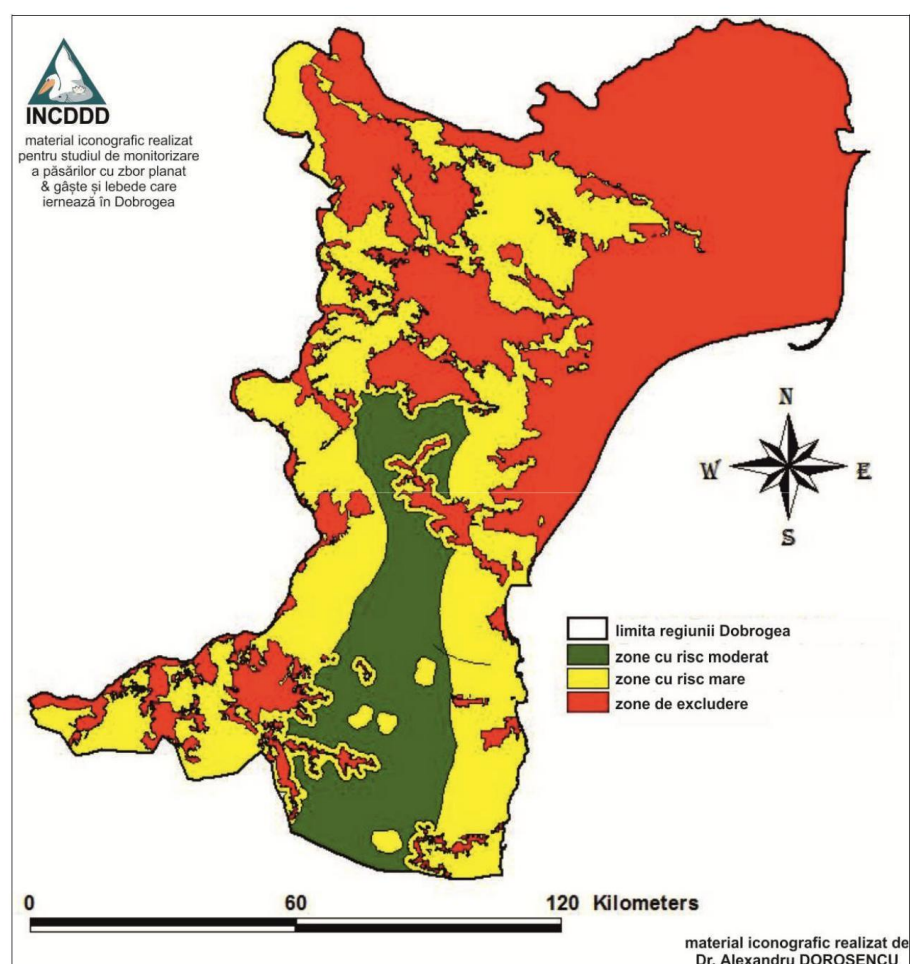 INCDDD
material iconografic realizat
pentru studiul de monitorizare
a păsărilor cu zbor planat
& gâște și lebede care
iernează în Dobrogea
N
W E
S
limita regiunii Dobrogea
zone cu risc moderat
zone cu risc mare
zone de excludere
0 60 120 Kilometers
material iconografic realizat de
Dr. Alexandru DOROSENCU